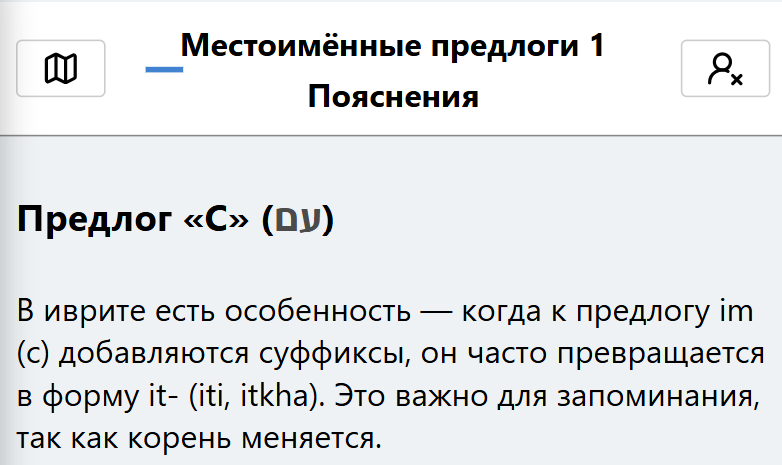 Местоимённые предлоги 1
Пояснения
Предлог «С» (עם)
В иврите есть особенность — когда к предлогу im
(с) добавляются суффиксы, он часто превращается
в форму it- (iti, itkha). Это важно для запоминания,
так как корень меняется.